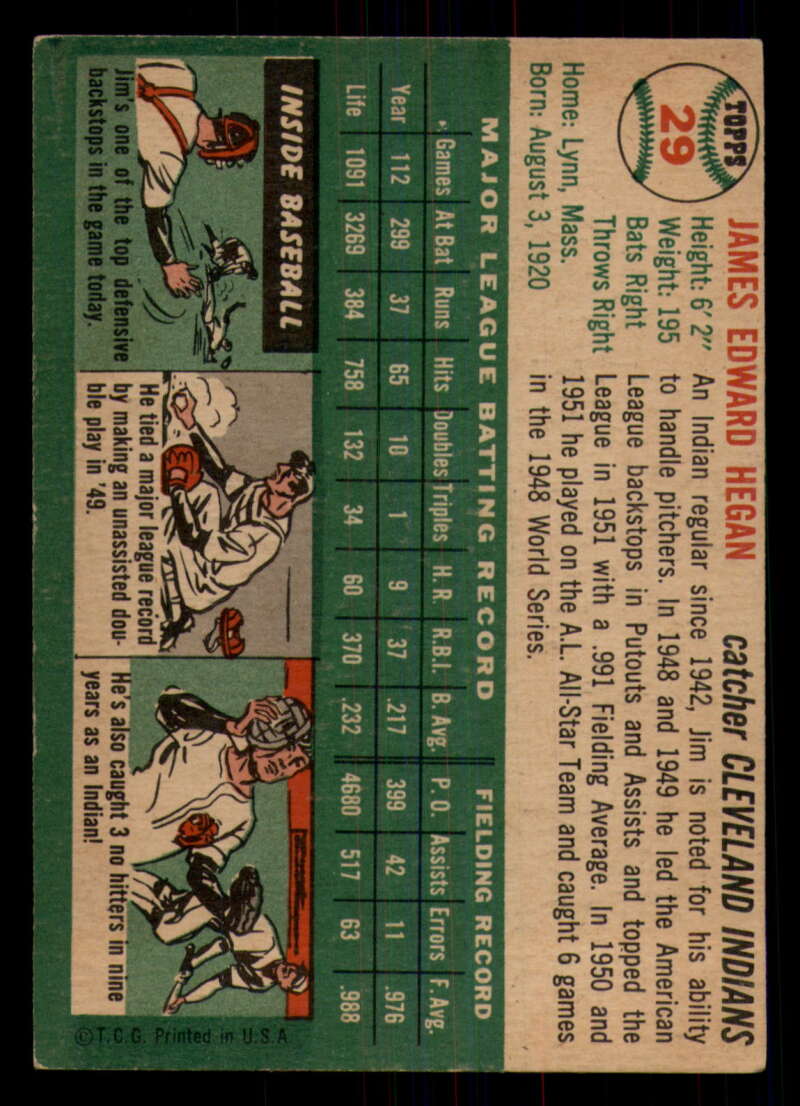 TOPPS
29
JAMES EDWARD HEGAN
catcher CLEVELAND INDIANS
Height: 6' 2"
Weight: 195
Bats Right
Throws Right
Home: Lynn, Mass.
Born: August 3, 1920
An Indian regular since 1942, Jim is noted for his ability
to handle pitchers. In 1948 and 1949 he led the American
League backstops in Putouts and Assists and topped the
League in 1951 with a .991 Fielding Average. In 1950 and
1951 he played on the A.L. All-Star Team and caught 6 games
in the 1948 World Series.
MAJOR LEAGUE BATTING RECORD FIELDING RECORD
Games At Bat Runs Hits Doubles Triples H. R R.B.I. B. Avg. P. O. Assists Errors F. Avg.
Year 112 299 37 65 10 1 9 37 .217 399 42 11 .976
Life 1091 3269 384 758 132 34 60 370 .232 4680 517 63 .988
INSIDE BASEBALL
Jim's one of the top defensive
backstops in the game today.
He tied a major league record
by making an unassisted dou-
ble play in '49.
He's also caught 3 no hitters in nine
years as an Indian!
©T.C.G. Printed in U.S.A